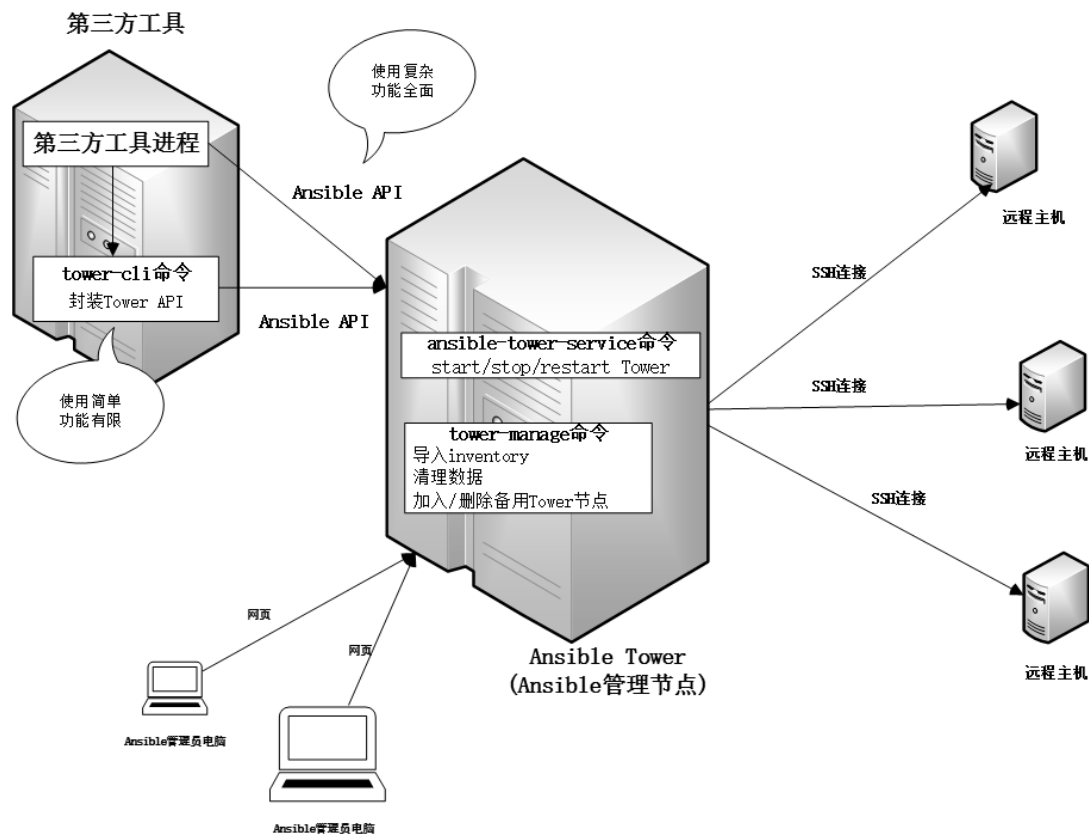 第三方工具
使用复杂
功能全面
第三方工具进程
Ansible API
远程主机
tower-cli命令
封装Tower API
SSH连接
Ansible API
ansible-tower-service命令
start/stop/restart Tower
使用简单
功能有限
SSH连接
tower-manage命令
导入inventory
清理数据
加入/删除备用Tower节点
远程主机
SSH连接
网页
网页
Ansible Tower
(Ansible管理节点)
远程主机
Ansible管理员电脑
Ansible管理员电脑